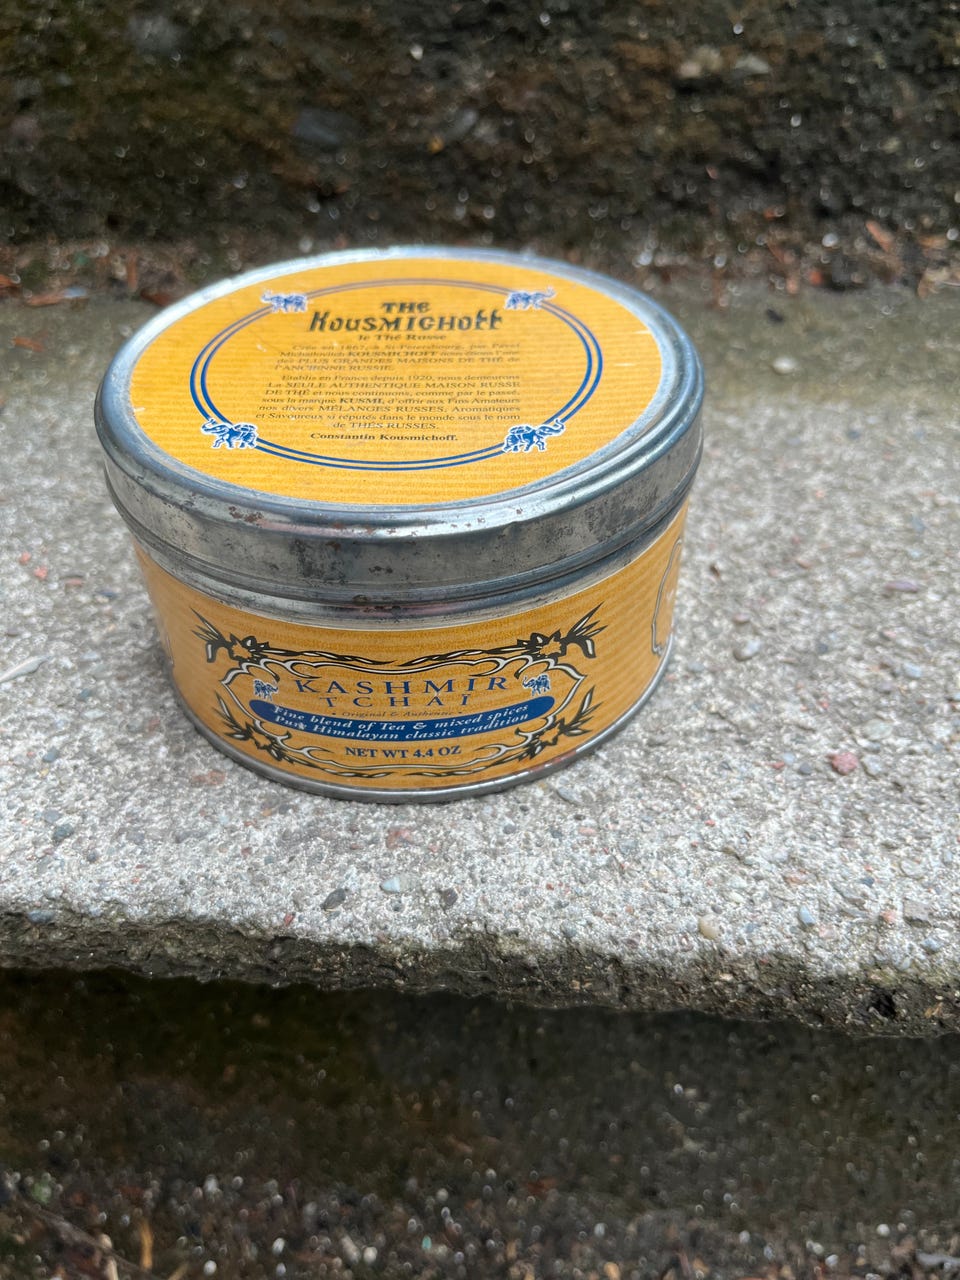 THE
KOUSMICHOFF
le Thé Russe
Crée en 1867, à St-Petersbourg, par Pavel
Michailovitch KOUSMICHOFF nous étions l'une
des PLUS GRANDES MAISONS DE THÉ de
l'ANCIENNE RUSSIE.
Etablis en France depuis 1920, nous demeurons
La SEULE AUTHENTIQUE MAISON RUSSE
DE THÉ et nous continuons, comme par le passé,
sous la marque KUSMI, d'offrir aux Fins Amateurs
nos divers MÉLANGES RUSSES, Aromatiques
et Savoureux si réputés dans le monde sous le nom
de THÉS RUSSES.
Constantin Kousmichoff.
KASHMIR
TCHAÏ
• Original & Authentic •
Fine blend of Tea & mixed spices
Pure Himalayan classic tradition
NET WT 4.4 OZ